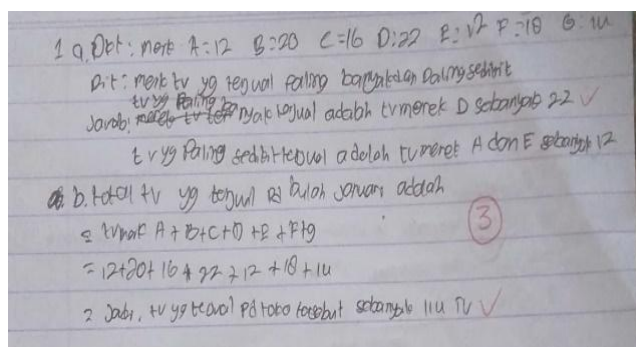 1 a. Dkt : merk A = 12 B = 20 C = 16 D : 22 E : 12 F = 18 G : 14
Dit : merk tv yg terjual paling banyak dan paling sedikit
tv yg Paling
Jawab : banyak terjual adalah tv merek D sebanyak 22
tv yg Paling sedikit terjual adalah tv merek A dan E sebanyak 12
b. total tv yg terjual pd bulan januari adalah
= tv merk A + B + C + D + E + F + g
3
= 12 + 20 + 16 + 22 + 12 + 18 + 14
= Jadi, tv yg terjual pd toko tersebut sebanyak 114 TV